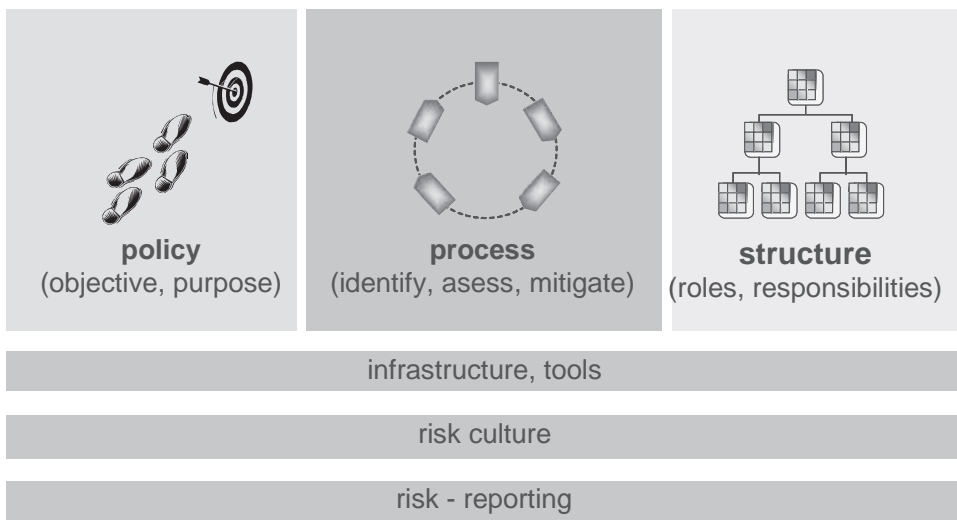 policy
(objective, purpose)
process
(identify, asess, mitigate)
structure
(roles, responsibilities)
infrastructure, tools
risk culture
risk - reporting